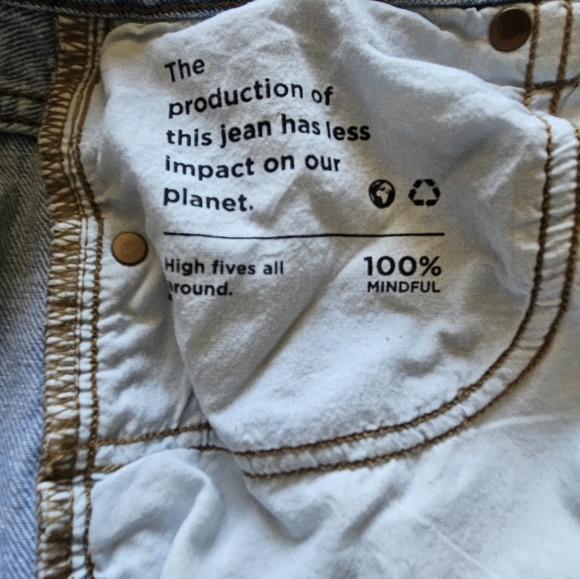 The
production of
this jean has less
impact on our
planet.
High fives all
around.
100%
MINDFUL